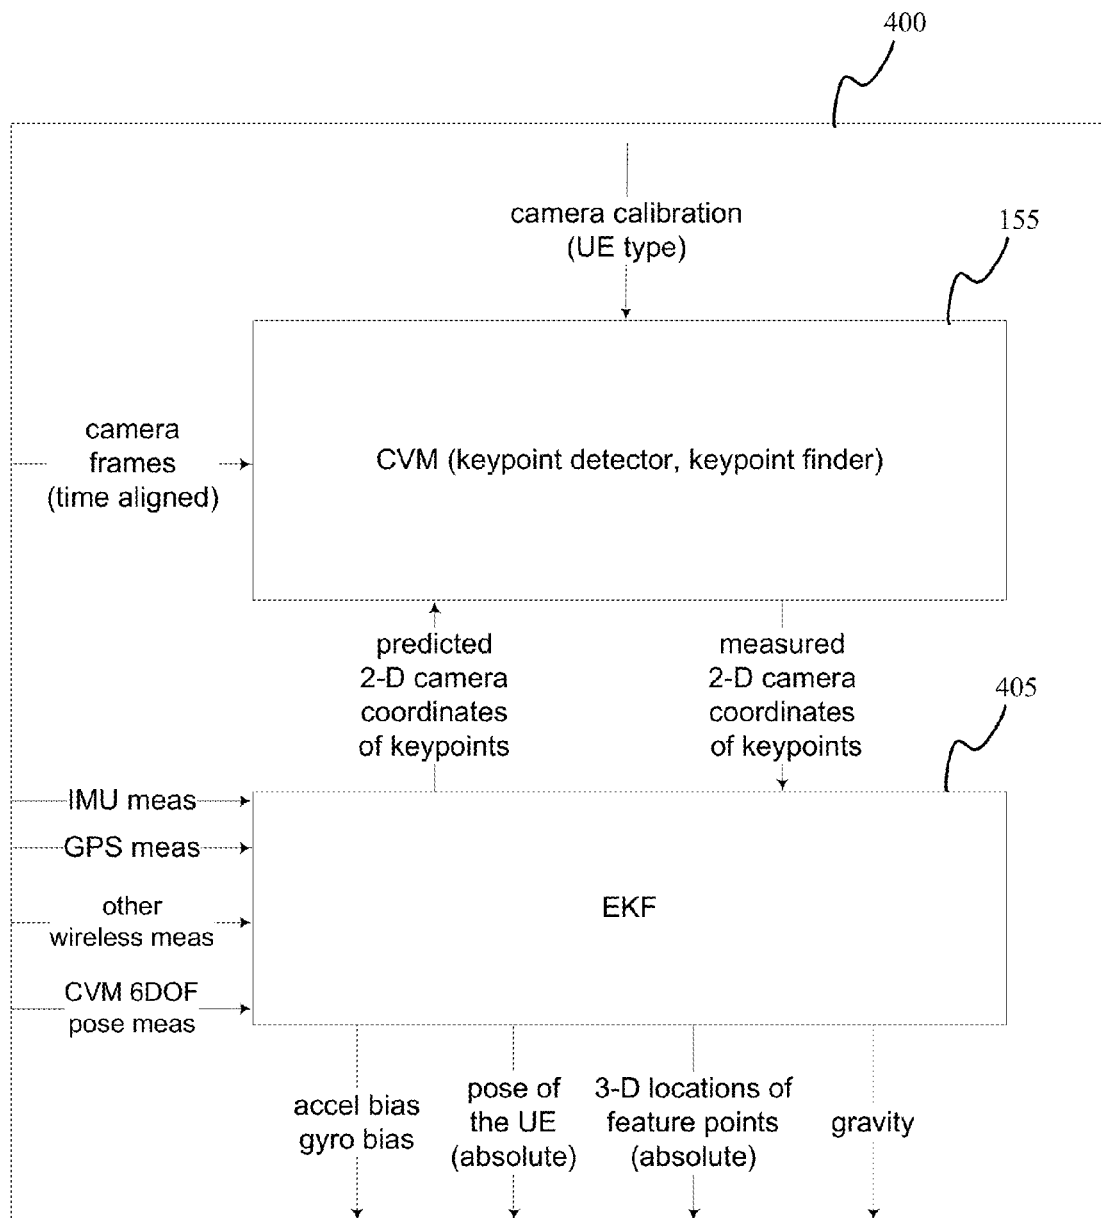 400
camera calibration
(UE type)
155
camera
frames
(time aligned)
CVM (keypoint detector, keypoint finder)
predicted
2-D camera
coordinates
of keypoints
measured
2-D camera
coordinates
of keypoints
405
IMU meas
GPS meas
other
wireless meas
CVM 6DOF
pose meas
EKF
accel bias
gyro bias
pose of
the UE
(absolute)
3-D locations of
feature points
(absolute)
gravity